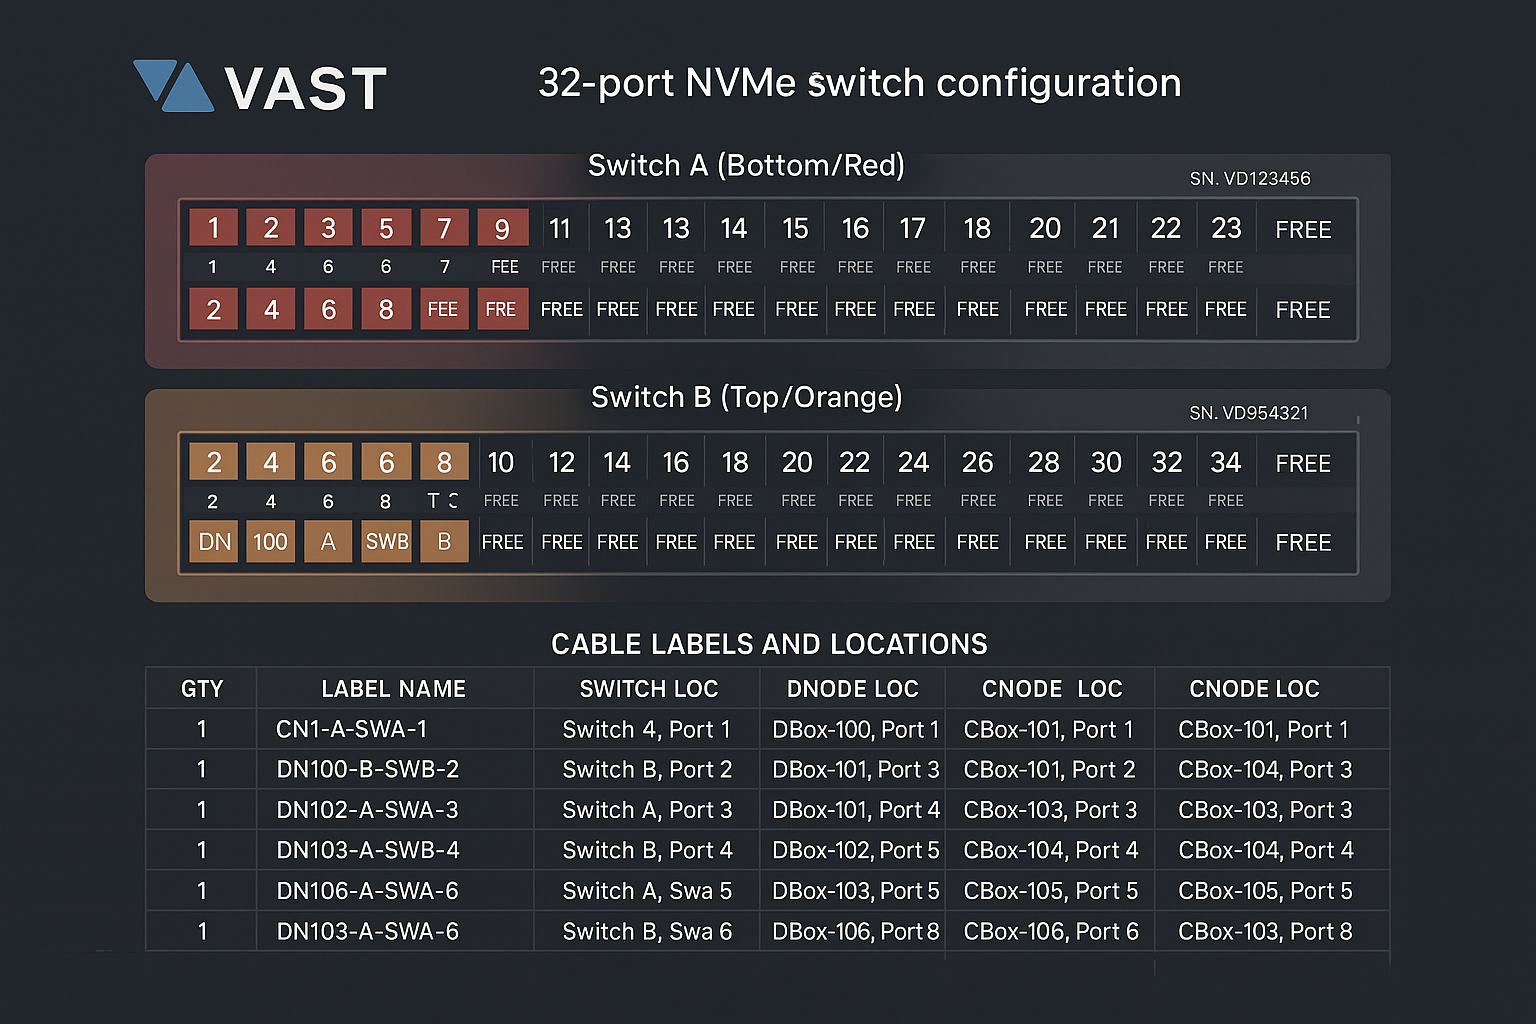 VAST
32-port NVMe switch configuration
Switch A (Bottom/Red)
SN. VD123456
1 2 3 5 7 9 11 13 13 14 15 16 17 18 20 21 22 23 FREE
1 4 6 6 7 FEE FREE FREE FREE FREE FREE FREE FREE FREE FREE FREE FREE FREE
2 4 6 8 FEE FRE FREE FREE FREE FREE FREE FREE FREE FREE FREE FREE FREE FREE FREE
Switch B (Top/Orange)
SN. VD954321
2 4 6 6 8 10 12 14 16 18 20 22 24 26 28 30 32 34 FREE
2 4 6 8 T FREE FREE FREE FREE FREE FREE FREE FREE FREE FREE FREE FREE FREE
DN 100 A SWB B FREE FREE FREE FREE FREE FREE FREE FREE FREE FREE FREE FREE FREE FREE
CABLE LABELS AND LOCATIONS
GTY LABEL NAME SWITCH LOC DNODE LOC CNODE LOC CNODE LOC
1 CN1-A-SWA-1 Switch 4, Port 1 DBox-100, Port 1 CBox-101, Port 1 CBox-101, Port 1
1 DN100-B-SWB-2 Switch B, Port 2 DBox-101, Port 3 CBox-101, Port 2 CBox-104, Port 3
1 DN102-A-SWA-3 Switch A, Port 3 DBox-101, Port 4 CBox-103, Port 3 CBox-103, Port 3
1 DN103-A-SWB-4 Switch B, Port 4 DBox-102, Port 5 CBox-104, Port 4 CBox-104, Port 4
1 DN106-A-SWA-6 Switch A, Swa 5 DBox-103, Port 5 CBox-105, Port 5 CBox-105, Port 5
1 DN103-A-SWA-6 Switch B, Swa 6 DBox-106, Port 8 CBox-106, Port 6 CBox-103, Port 8